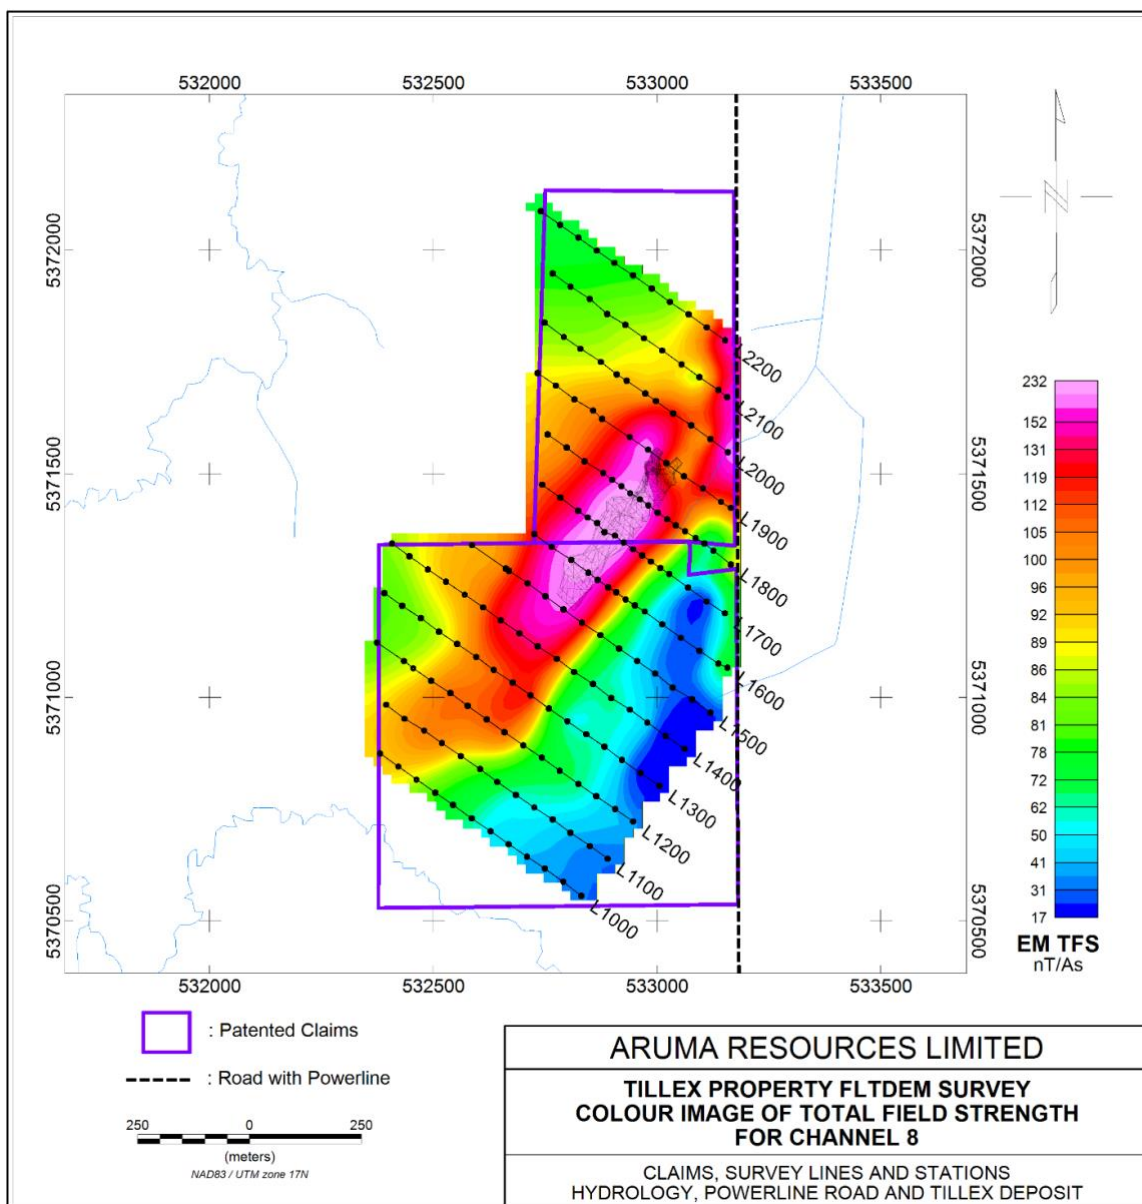 532000 532500 533000 533500
5372000 5372000
N
L2200
L2100
L2000
L1900
L1800
L1700
L1600
L1500
L1400
L1300
L1200
L1100
L1000
5371500 5371500
5371000 5371000
5370500 5370500
532000 532500 533000 533500
232
152
131
119
112
105
100
96
92
89
86
84
81
78
72
62
50
41
31
17
EM TFS
nT/As
: Patented Claims
: Road with Powerline
250 0 250
(meters)
NAD83 / UTM zone 17N
ARUMA RESOURCES LIMITED
TILLEX PROPERTY FLTDEM SURVEY
COLOUR IMAGE OF TOTAL FIELD STRENGTH
FOR CHANNEL 8
CLAIMS, SURVEY LINES AND STATIONS
HYDROLOGY, POWERLINE ROAD AND TILLEX DEPOSIT